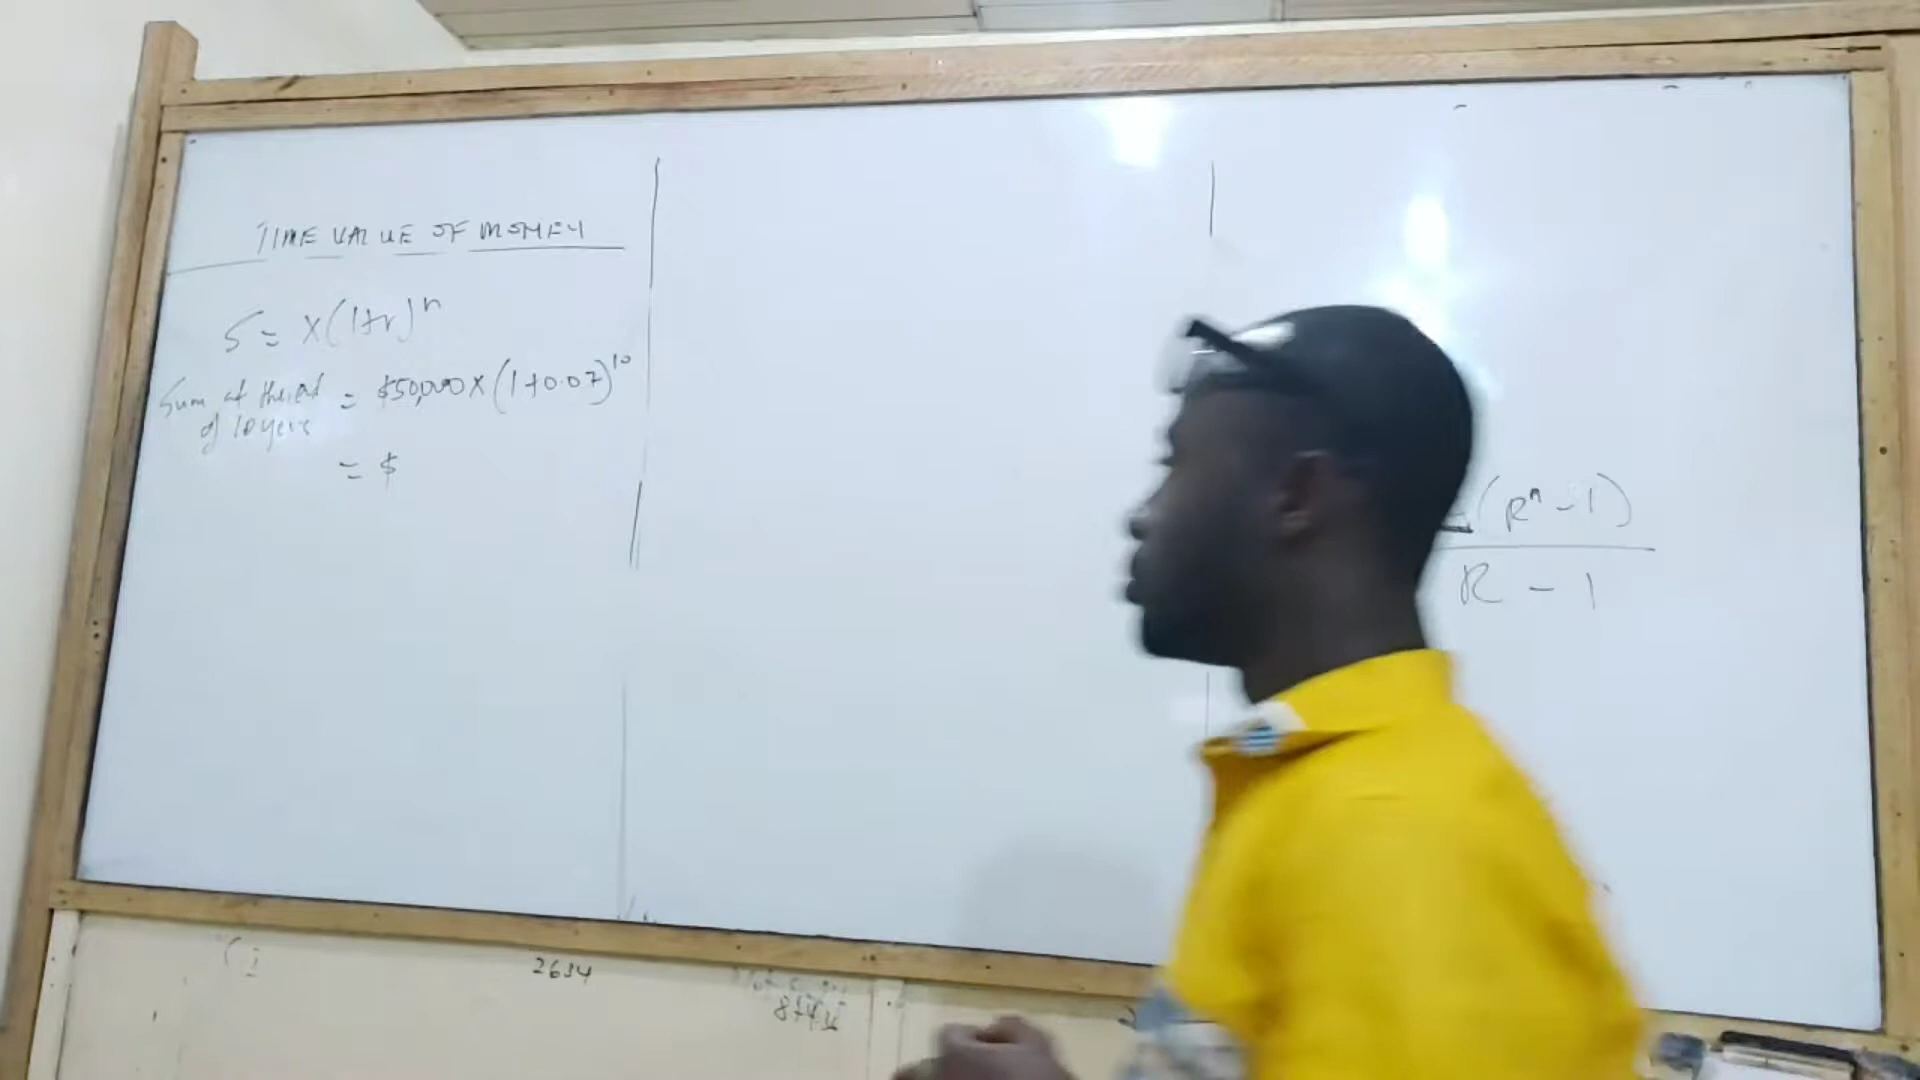 TIME VALUE OF MONEY
S = X(1+r)^n
Sum at the end = $50,000 X (1+0.07)^10
of 10 years
= $
(R^n - 1)
R - 1
2634